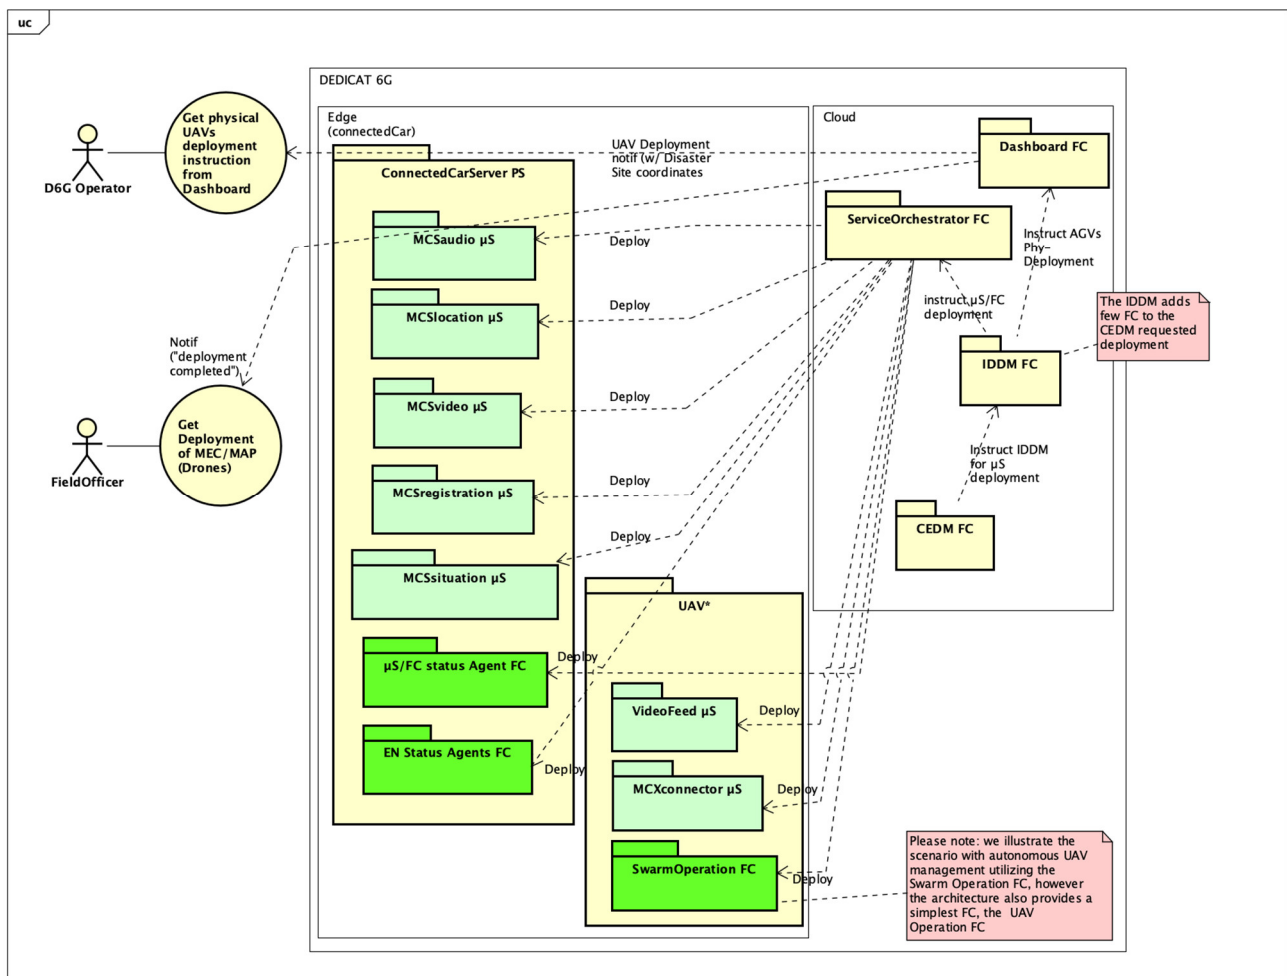 uc
DEDICAT 6G
Edge
(connectedCar)
Cloud
Get physical
UAVs
deployment
instruction
from
Dashboard
D6G Operator
UAV Deployment
notif (w/ Disaster
Site coordinates
Dashboard FC
ConnectedCarServer PS
ServiceOrchestrator FC
MCSaudio µS
Deploy
Instruct AGVs
Phy-
Deployment
MCSlocation µS
Deploy
instruct µS/FC
deployment
The IDDM adds
few FC to the
CEDM requested
deployment
Notif
("deployment
completed")
IDDM FC
MCSvideo µS
Deploy
Get
Deployment
of MEC/MAP
(Drones)
FieldOfficer
Instruct IDDM
for µS
deployment
MCSregistration µS
Deploy
CEDM FC
MCSsituation µS
Deploy
UAV*
µS/FC status Agent FC
Deploy
VideoFeed µS
Deploy
EN Status Agents FC
Deploy
MCXconnector µS
Deploy
SwarmOperation FC
Deploy
Please note: we illustrate the
scenario with autonomous UAV
management utilizing the
Swarm Operation FC, however
the architecture also provides a
simplest FC, the  UAV
Operation FC